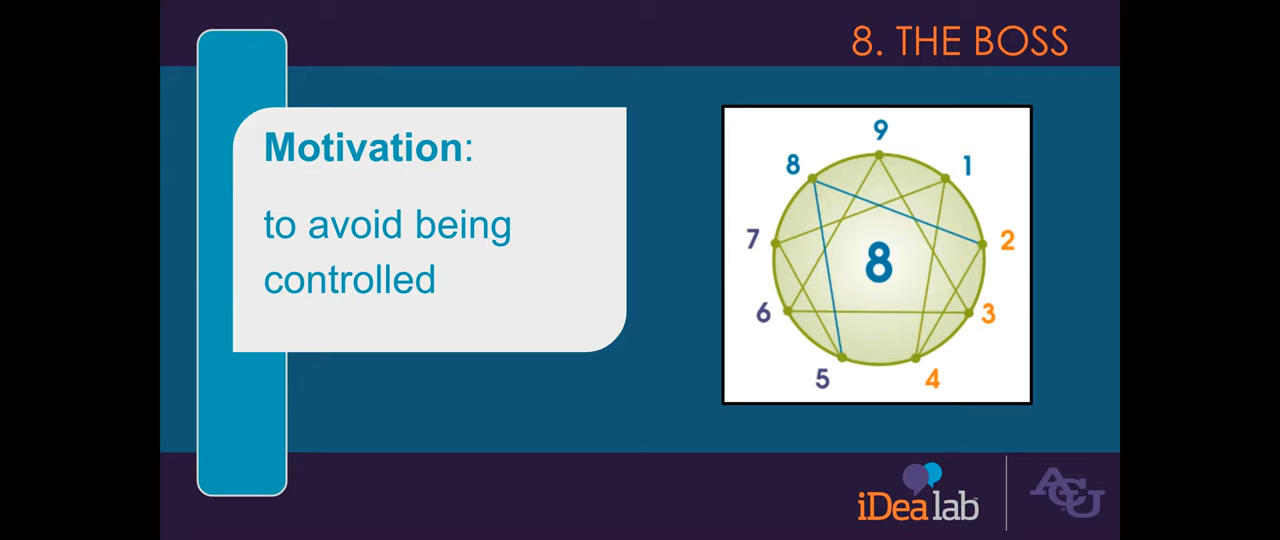 8. THE BOSS
Motivation:
to avoid being
controlled
9
8
1
7
2
8
6
3
5
4
iDea lab
ACU